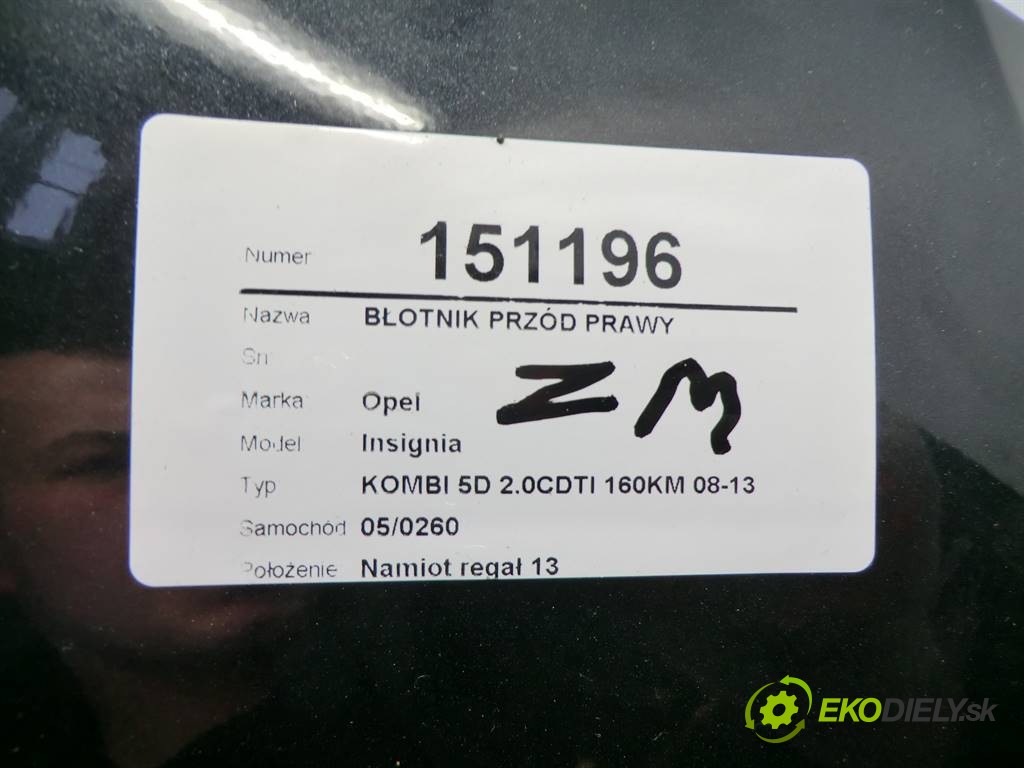 Numer 151196
Nazwa BŁOTNIK PRZÓD PRAWY
Sn
ZM
Marka Opel
Model Insignia
Typ KOMBI 5D 2.0CDTI 160KM 08-13
Samochód 05/0260
Położenie Namiot regał 13
EKODIELY.sk